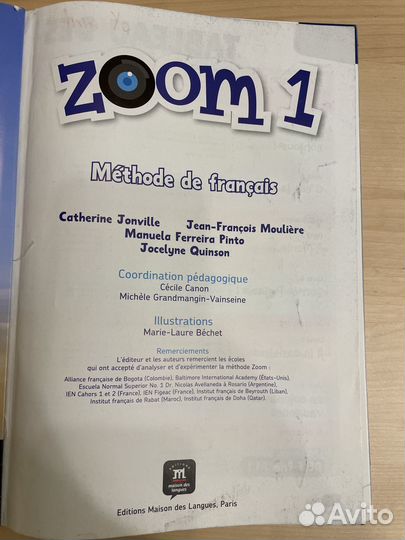 ZOOM 1
Méthode de français
Catherine Jonville Jean-François Moulière
Manuela Ferreira Pinto
Jocelyne Quinson
Coordination pédagogique
Cécile Canon
Michèle Grandmangin-Vainseine
Illustrations
Marie-Laure Béchet
Remerciements
L'éditeur et les auteurs remercient les écoles
qui ont accepté d'analyser et d'expérimenter la méthode Zoom :
Alliance française de Bogota (Colombie), Baltimore International Academy (États-Unis),
Escuela Normal Superior No. 1 Dr. Nicolas Avellaneda à Rosario (Argentine),
IEN Cahors 1 et 2 (France), IEN Figeac (France), Institut français de Beyrouth (Liban),
Institut français de Rabat (Maroc), Institut français de Doha (Qatar).
éditions
maison des
langues
Editions Maison des Langues, Paris
Avito